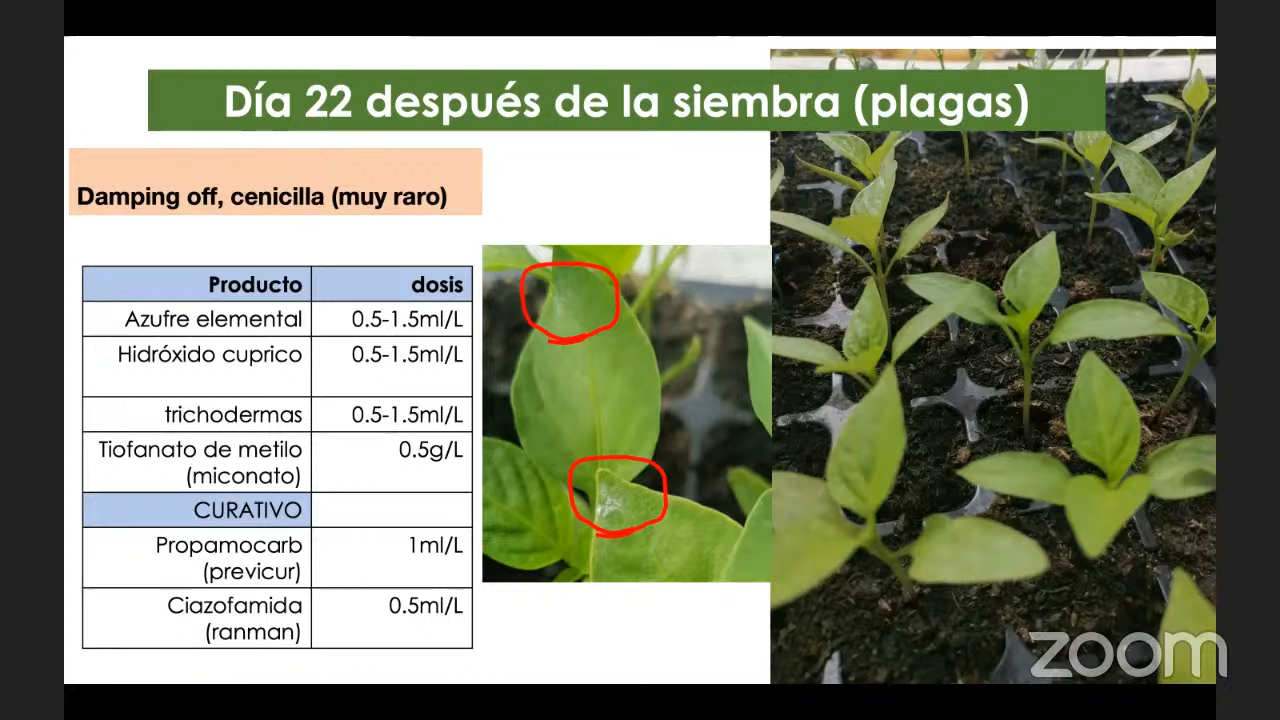 Día 22 después de la siembra (plagas)
Damping off, cenicilla (muy raro)
Producto dosis
Azufre elemental 0.5-1.5ml/L
Hidróxido cuprico 0.5-1.5ml/L
trichodermas 0.5-1.5ml/L
Tiofanato de metilo 0.5g/L
(miconato)
CURATIVO
Propamocarb 1ml/L
(previcur)
Ciazofamida 0.5ml/L
(ranman)
zoom